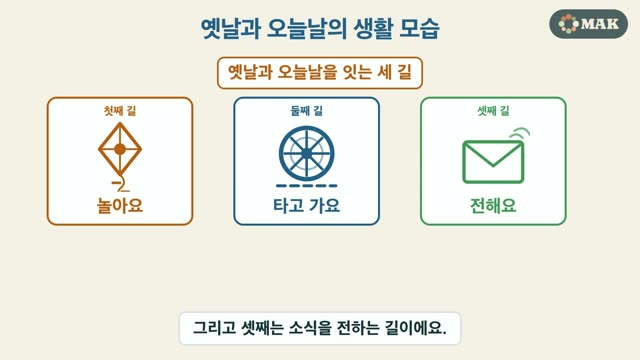 옛날과 오늘날의 생활 모습
MAK
옛날과 오늘날을 잇는 세 길
첫째 길
놀아요
둘째 길
타고 가요
셋째 길
전해요
그리고 셋째는 소식을 전하는 길이에요.